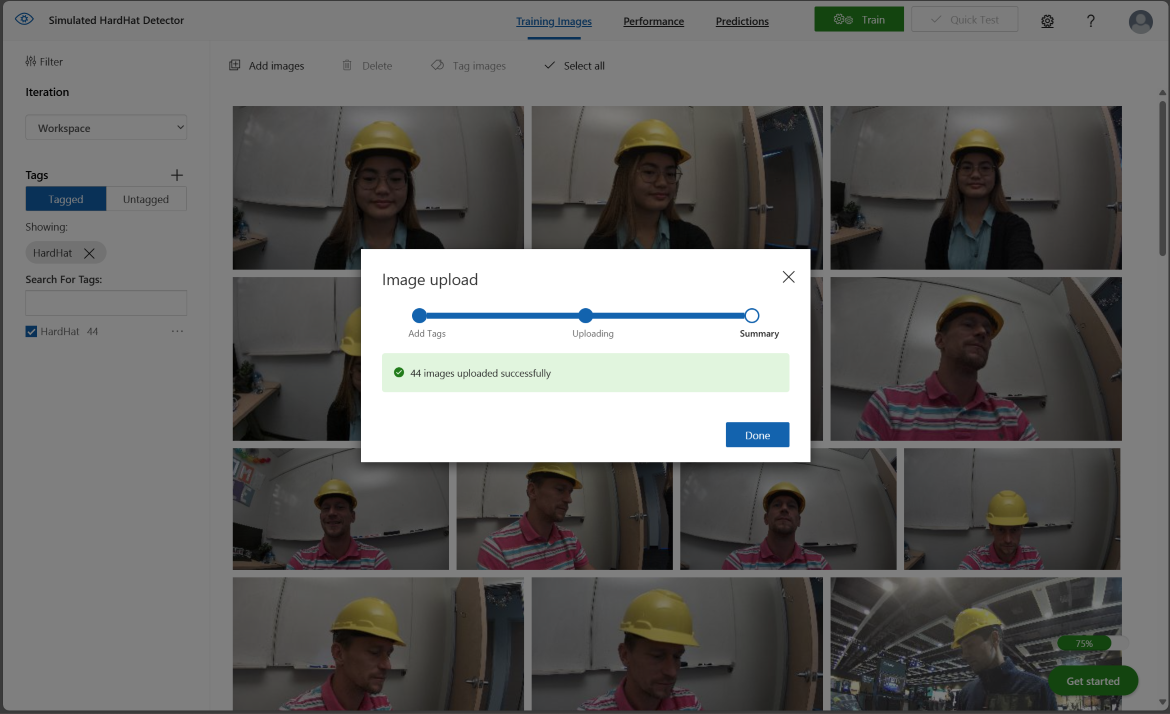 Simulated HardHat Detector
Training Images
Performance
Predictions
Train
Quick Test
?
Filter
Add images
Delete
Tag images
Select all
Iteration
Workspace
Tags
Tagged
Untagged
Showing:
HardHat
Search For Tags:
HardHat 44
Image upload
Add Tags
Uploading
Summary
44 images uploaded successfully
Done
75%
Get started